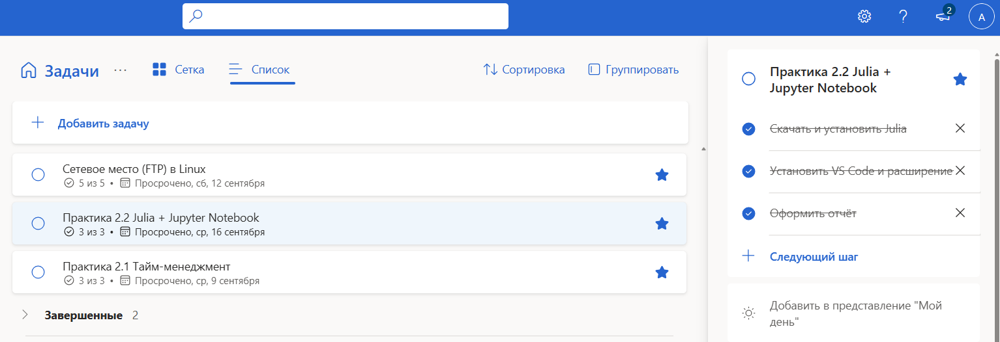 2
A
Задачи ···
Сетка
Список
Сортировка
Группировать
Добавить задачу
Сетевое место (FTP) в Linux
5 из 5 • Просрочено, сб, 12 сентября
Практика 2.2 Julia + Jupyter Notebook
3 из 3 • Просрочено, ср, 16 сентября
Практика 2.1 Тайм-менеджмент
3 из 3 • Просрочено, ср, 9 сентября
Завершенные 2
Практика 2.2 Julia +
Jupyter Notebook
Скачать и установить Julia
Установить VS Code и расширение
Оформить отчёт
Следующий шаг
Добавить в представление "Мой
день"